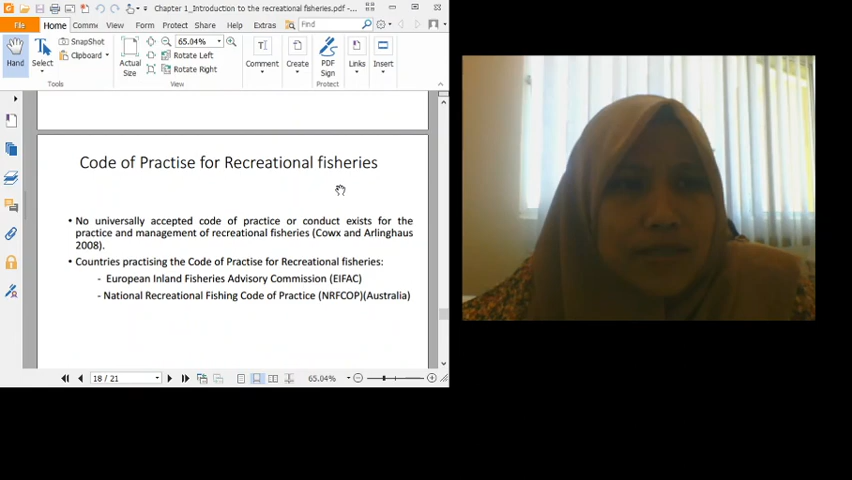 Chapter 1_Introduction to the recreational fisheries.pdf -...
File Home Comm View Form Protect Share Help Extras Find
Hand
Select
SnapShot
Clipboard
Tools
Actual Size
65.04%
Rotate Left
Rotate Right
View
Comment
Create
PDF Sign
Protect
Links
Insert
Code of Practise for Recreational fisheries
• No universally accepted code of practice or conduct exists for the
practice and management of recreational fisheries (Cowx and Arlinghaus
2008).
• Countries practising the Code of Practise for Recreational fisheries:
- European Inland Fisheries Advisory Commission (EIFAC)
- National Recreational Fishing Code of Practice (NRFCOP)(Australia)
18 / 21
65.04%